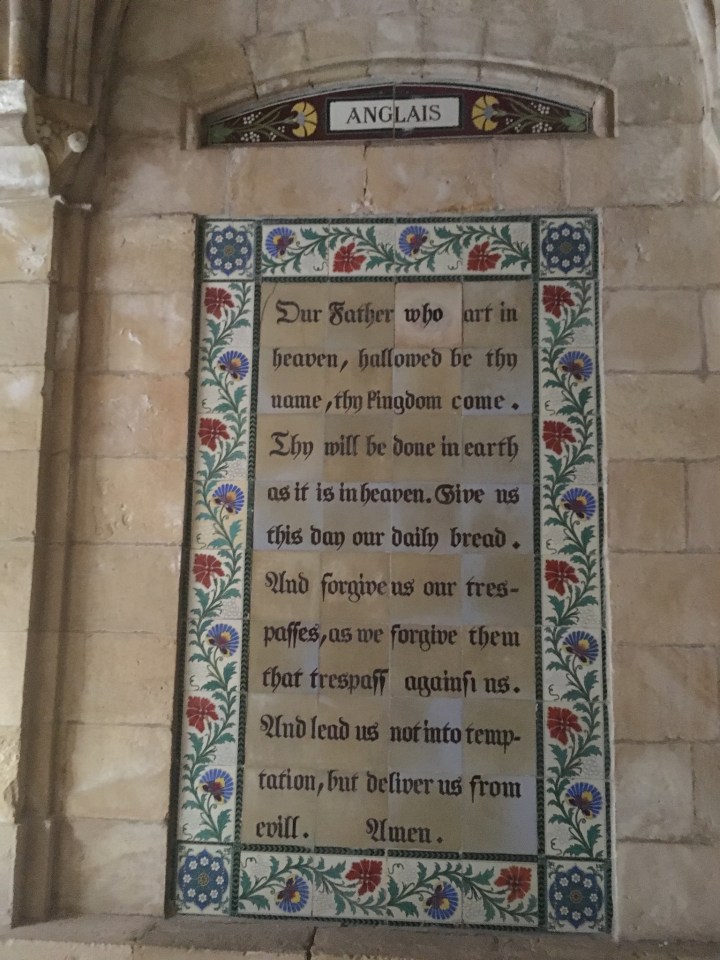 ANGLAIS
Our Father who art in
heaven, hallowed be thy
name, thy kingdom come.
Thy will be done in earth
as it is in heaven. Give us
this day our daily bread.
And forgive us our tres-
passes, as we forgive them
that trespass against us.
And lead us not into temp-
tation, but deliver us from
evill. Amen.